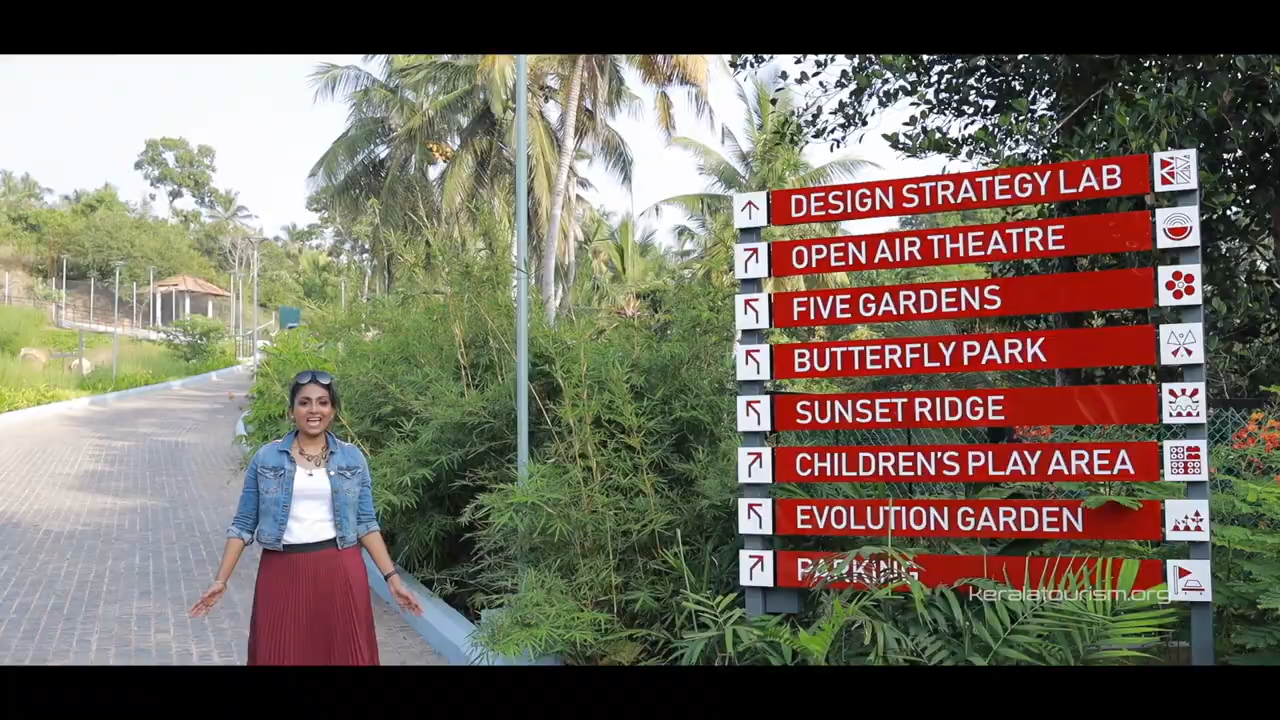 DESIGN STRATEGY LAB
OPEN AIR THEATRE
FIVE GARDENS
BUTTERFLY PARK
SUNSET RIDGE
CHILDREN'S PLAY AREA
EVOLUTION GARDEN
PARKING
keralatourism.org